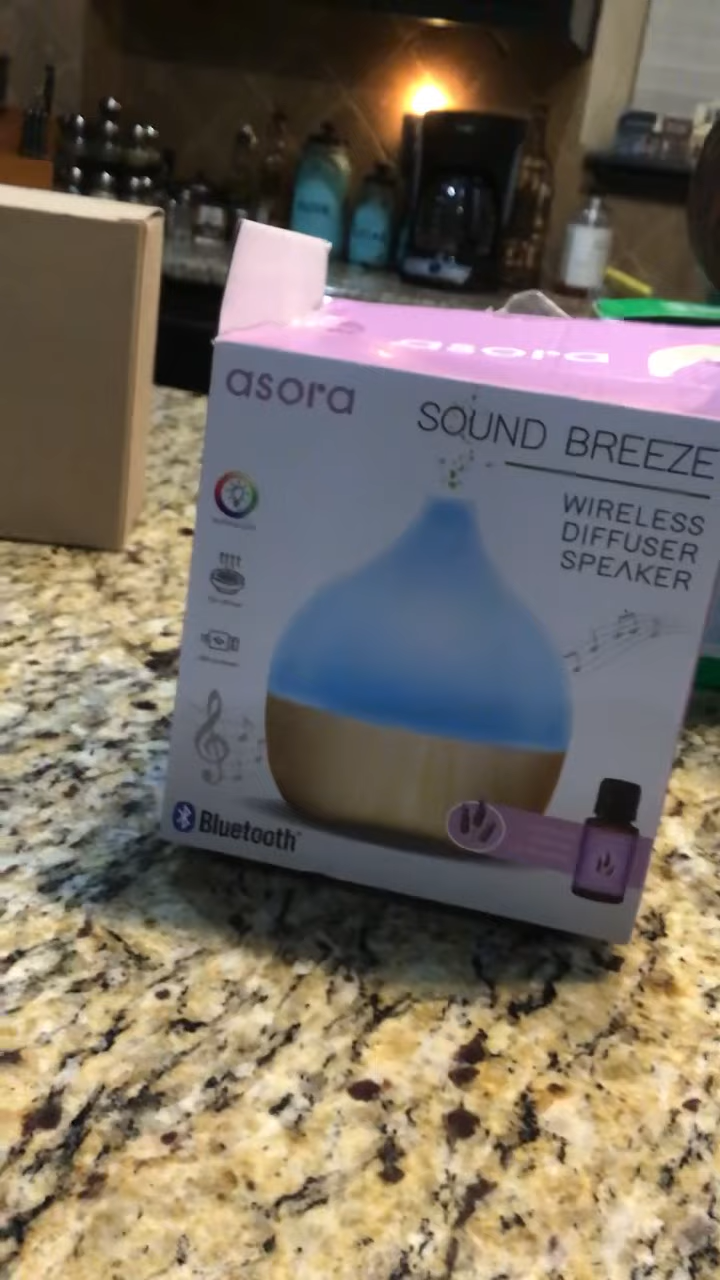 asora
asora
SOUND BREEZE
WIRELESS
DIFFUSER
SPEAKER
Bluetooth